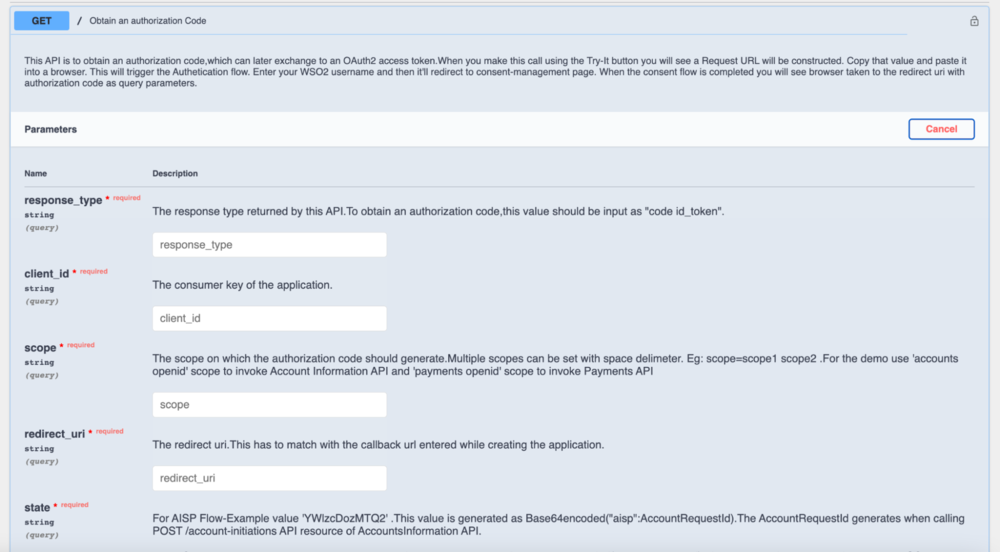 GET / Obtain an authorization Code
This API is to obtain an authorization code,which can later exchange to an OAuth2 access token.When you make this call using the Try-It button you will see a Request URL will be constructed. Copy that value and paste it
into a browser. This will trigger the Authetication flow. Enter your WSO2 username and then it'll redirect to consent-management page. When the consent flow is completed you will see browser taken to the redirect uri with
authorization code as query parameters.
Parameters Cancel
Name Description
response_type * required
string
(query)
The response type returned by this API.To obtain an authorization code,this value should be input as "code id_token".
response_type
client_id * required
string
(query)
The consumer key of the application.
client_id
scope * required
string
(query)
The scope on which the authorization code should generate.Multiple scopes can be set with space delimeter. Eg: scope=scope1 scope2 .For the demo use 'accounts
openid' scope to invoke Account Information API and 'payments openid' scope to invoke Payments API
scope
redirect_uri * required
string
(query)
The redirect uri.This has to match with the callback url entered while creating the application.
redirect_uri
state * required
string
(query)
For AISP Flow-Example value 'YWlzcDozMTQ2' .This value is generated as Base64encoded("aisp":AccountRequestId).The AccountRequestId generates when calling
POST /account-initiations API resource of AccountsInformation API.